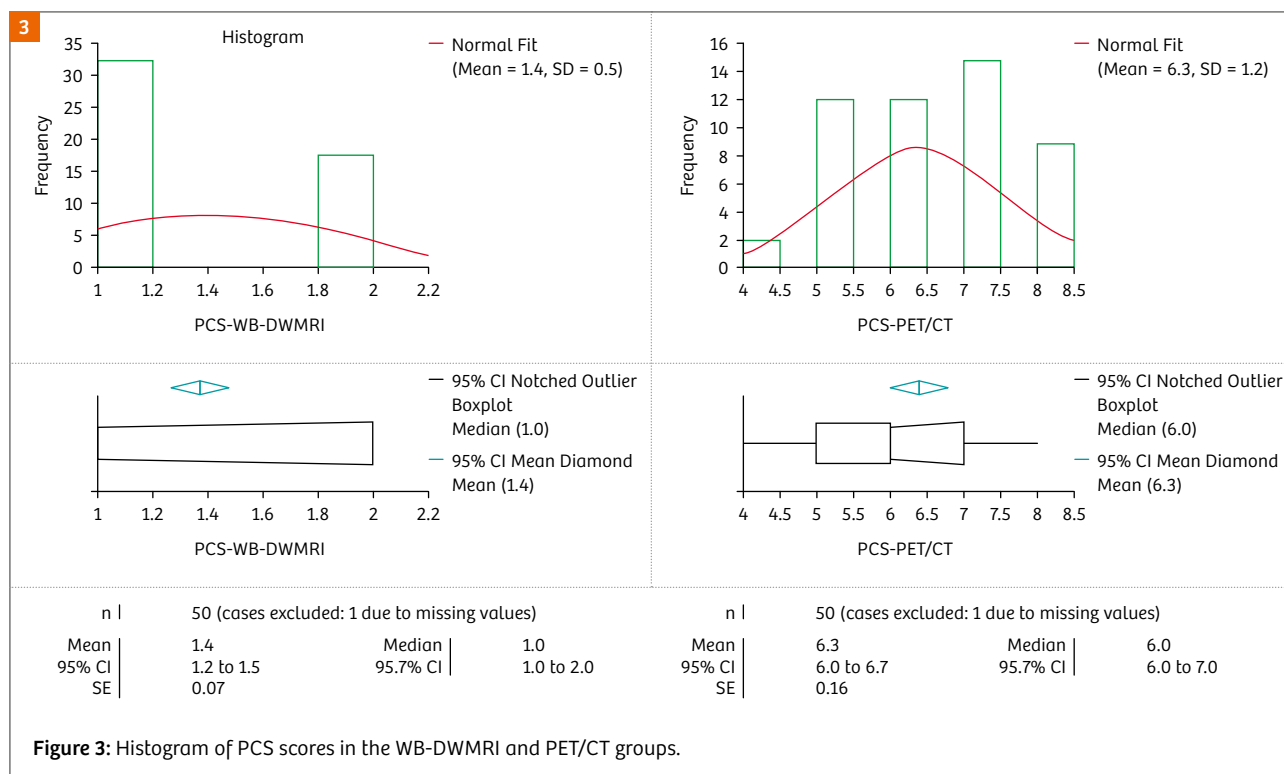 3
Histogram
Normal Fit
(Mean = 1.4, SD = 0.5)
Frequency
35
30
25
20
15
10
5
0
1 1.2 1.4 1.6 1.8 2 2.2
PCS-WB-DWMRI
Normal Fit
(Mean = 6.3, SD = 1.2)
Frequency
16
14
12
10
8
6
4
2
0
4 4.5 5 5.5 6 6.5 7 7.5 8 8.5
PCS-PET/CT
95% CI Notched Outlier
Boxplot
Median (1.0)
95% CI Mean Diamond
Mean (1.4)
1 1.2 1.4 1.6 1.8 2 2.2
PCS-WB-DWMRI
95% CI Notched Outlier
Boxplot
Median (6.0)
95% CI Mean Diamond
Mean (6.3)
4 4.5 5 5.5 6 6.5 7 7.5 8 8.5
PCS-PET/CT
n 50 (cases excluded: 1 due to missing values)
Mean 1.4 Median 1.0
95% CI 1.2 to 1.5 95.7% CI 1.0 to 2.0
SE 0.07
n 50 (cases excluded: 1 due to missing values)
Mean 6.3 Median 6.0
95% CI 6.0 to 6.7 95.7% CI 6.0 to 7.0
SE 0.16
Figure 3: Histogram of PCS scores in the WB-DWMRI and PET/CT groups.